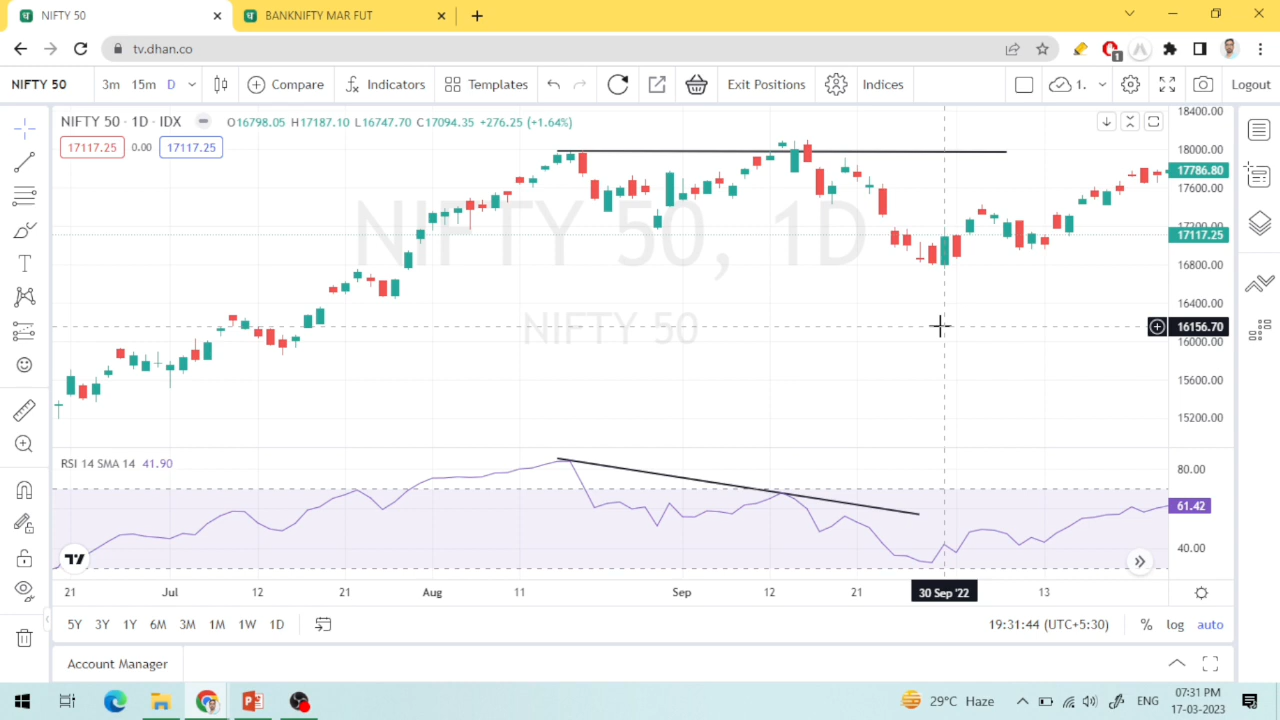 NIFTY 50
BANKNIFTY MAR FUT
tv.dhan.co
1
NIFTY 50 3m 15m D Compare Indicators Templates Exit Positions Indices 1. Logout
NIFTY 50 · 1D · IDX O16798.05 H17187.10 L16747.70 C17094.35 +276.25 (+1.64%)
17117.25 0.00 17117.25
NIFTY 50, 1D
NIFTY 50
18400.00
18000.00
17786.80
17600.00
17200.00
17117.25
16800.00
16400.00
16156.70
16000.00
15600.00
15200.00
RSI 14 SMA 14 41.90
80.00
61.42
40.00
21 Jul 12 21 Aug 11 Sep 12 21 30 Sep '22 13
5Y 3Y 1Y 6M 3M 1M 1W 1D 19:31:44 (UTC+5:30) % log auto
Account Manager
29°C Haze ENG 07:31 PM
17-03-2023